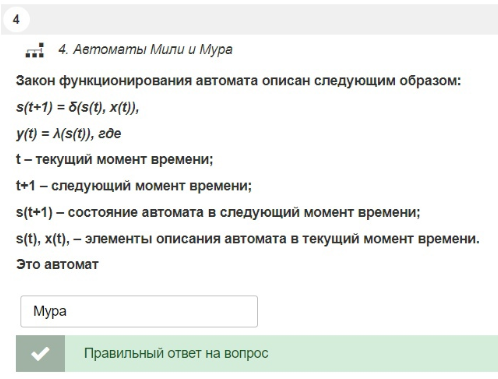 4
4. Автоматы Мили и Мура
Закон функционирования автомата описан следующим образом:
s(t+1) = δ(s(t), x(t)),
y(t) = λ(s(t)), где
t – текущий момент времени;
t+1 – следующий момент времени;
s(t+1) – состояние автомата в следующий момент времени;
s(t), x(t), – элементы описания автомата в текущий момент времени.
Это автомат
Мура
Правильный ответ на вопрос